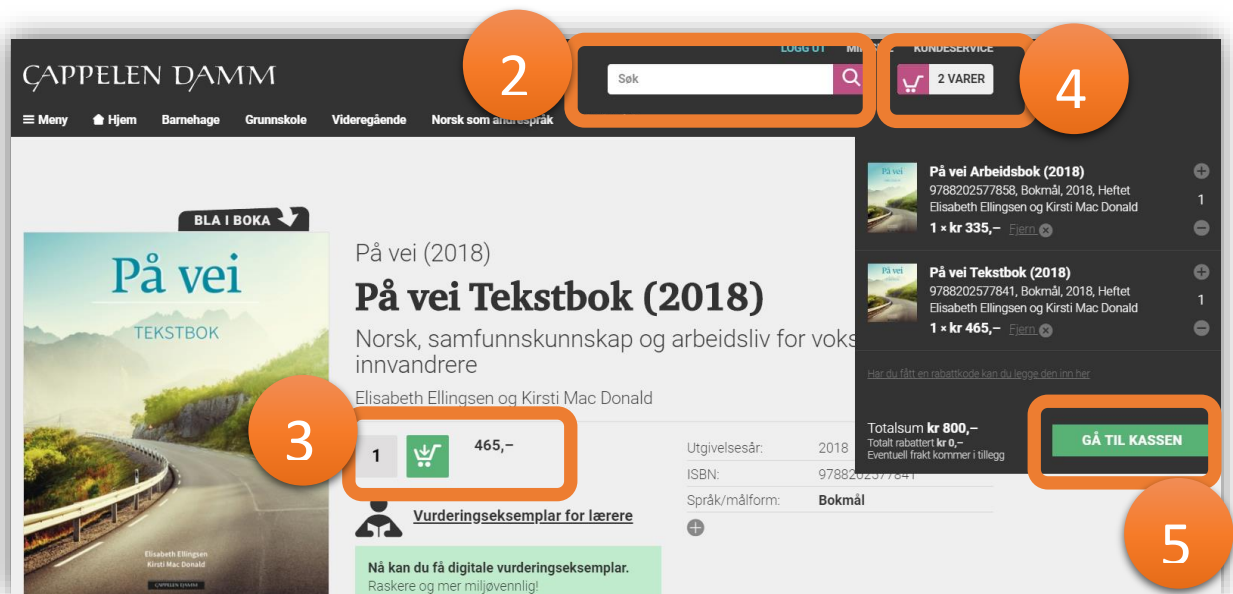 2
4
LOGG UT KUNDESERVICE
CAPPELEN DAMM
Søk
2 VARER
Meny Hjem Barnehage Grunnskole Videregående Norsk som andrespråk
BLA I BOKA
På vei
TEKSTBOK
Elisabeth Ellingsen
Kirsti Mac Donald
CAPPELEN DAMM
På vei (2018)
På vei Tekstbok (2018)
Norsk, samfunnskunnskap og arbeidsliv for voks
innvandrere
Elisabeth Ellingsen og Kirsti Mac Donald
3
1 465,–
Vurderingseksemplar for lærere
Nå kan du få digitale vurderingseksemplar.
Raskere og mer miljøvennlig!
Utgivelsesår: 2018
ISBN: 9788202577841
Språk/målform: Bokmål
På vei
På vei Arbeidsbok (2018)
9788202577858, Bokmål, 2018, Heftet
Elisabeth Ellingsen og Kirsti Mac Donald
1 × kr 335,– Fjern
1
På vei
På vei Tekstbok (2018)
9788202577841, Bokmål, 2018, Heftet
Elisabeth Ellingsen og Kirsti Mac Donald
1 × kr 465,– Fjern
1
Har du fått en rabattkode kan du legge den inn her
Totalsum kr 800,–
Totalt rabattert kr 0,–
Eventuell frakt kommer i tillegg
GÅ TIL KASSEN
5